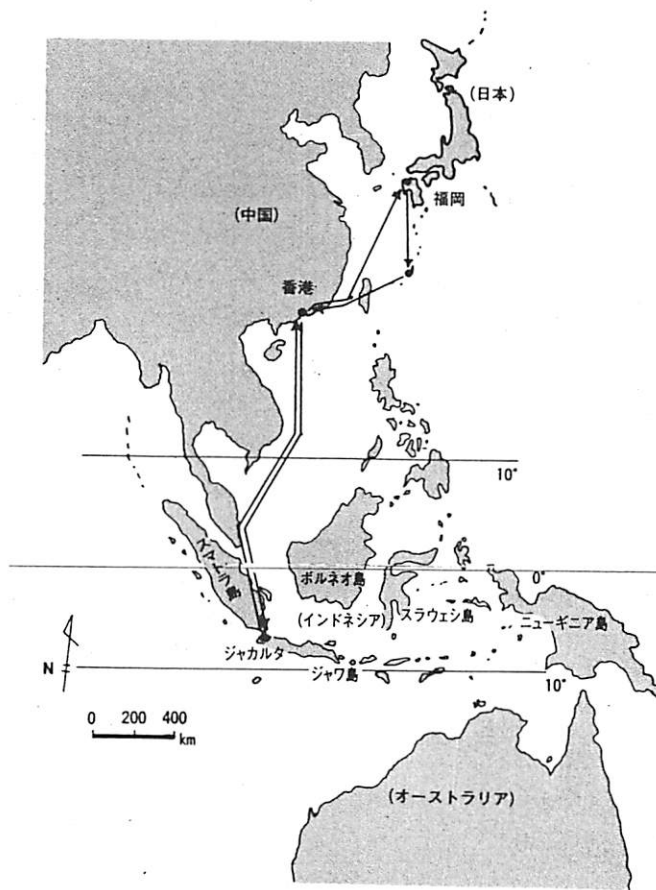 (日本)
福岡
(中国)
香港
10°
スマトラ島
ボルネオ島
0°
(インドネシア)
スラウェシ島
ニューギニア島
ジャカルタ
N
ジャワ島
10°
0 200 400
km
(オーストラリア)